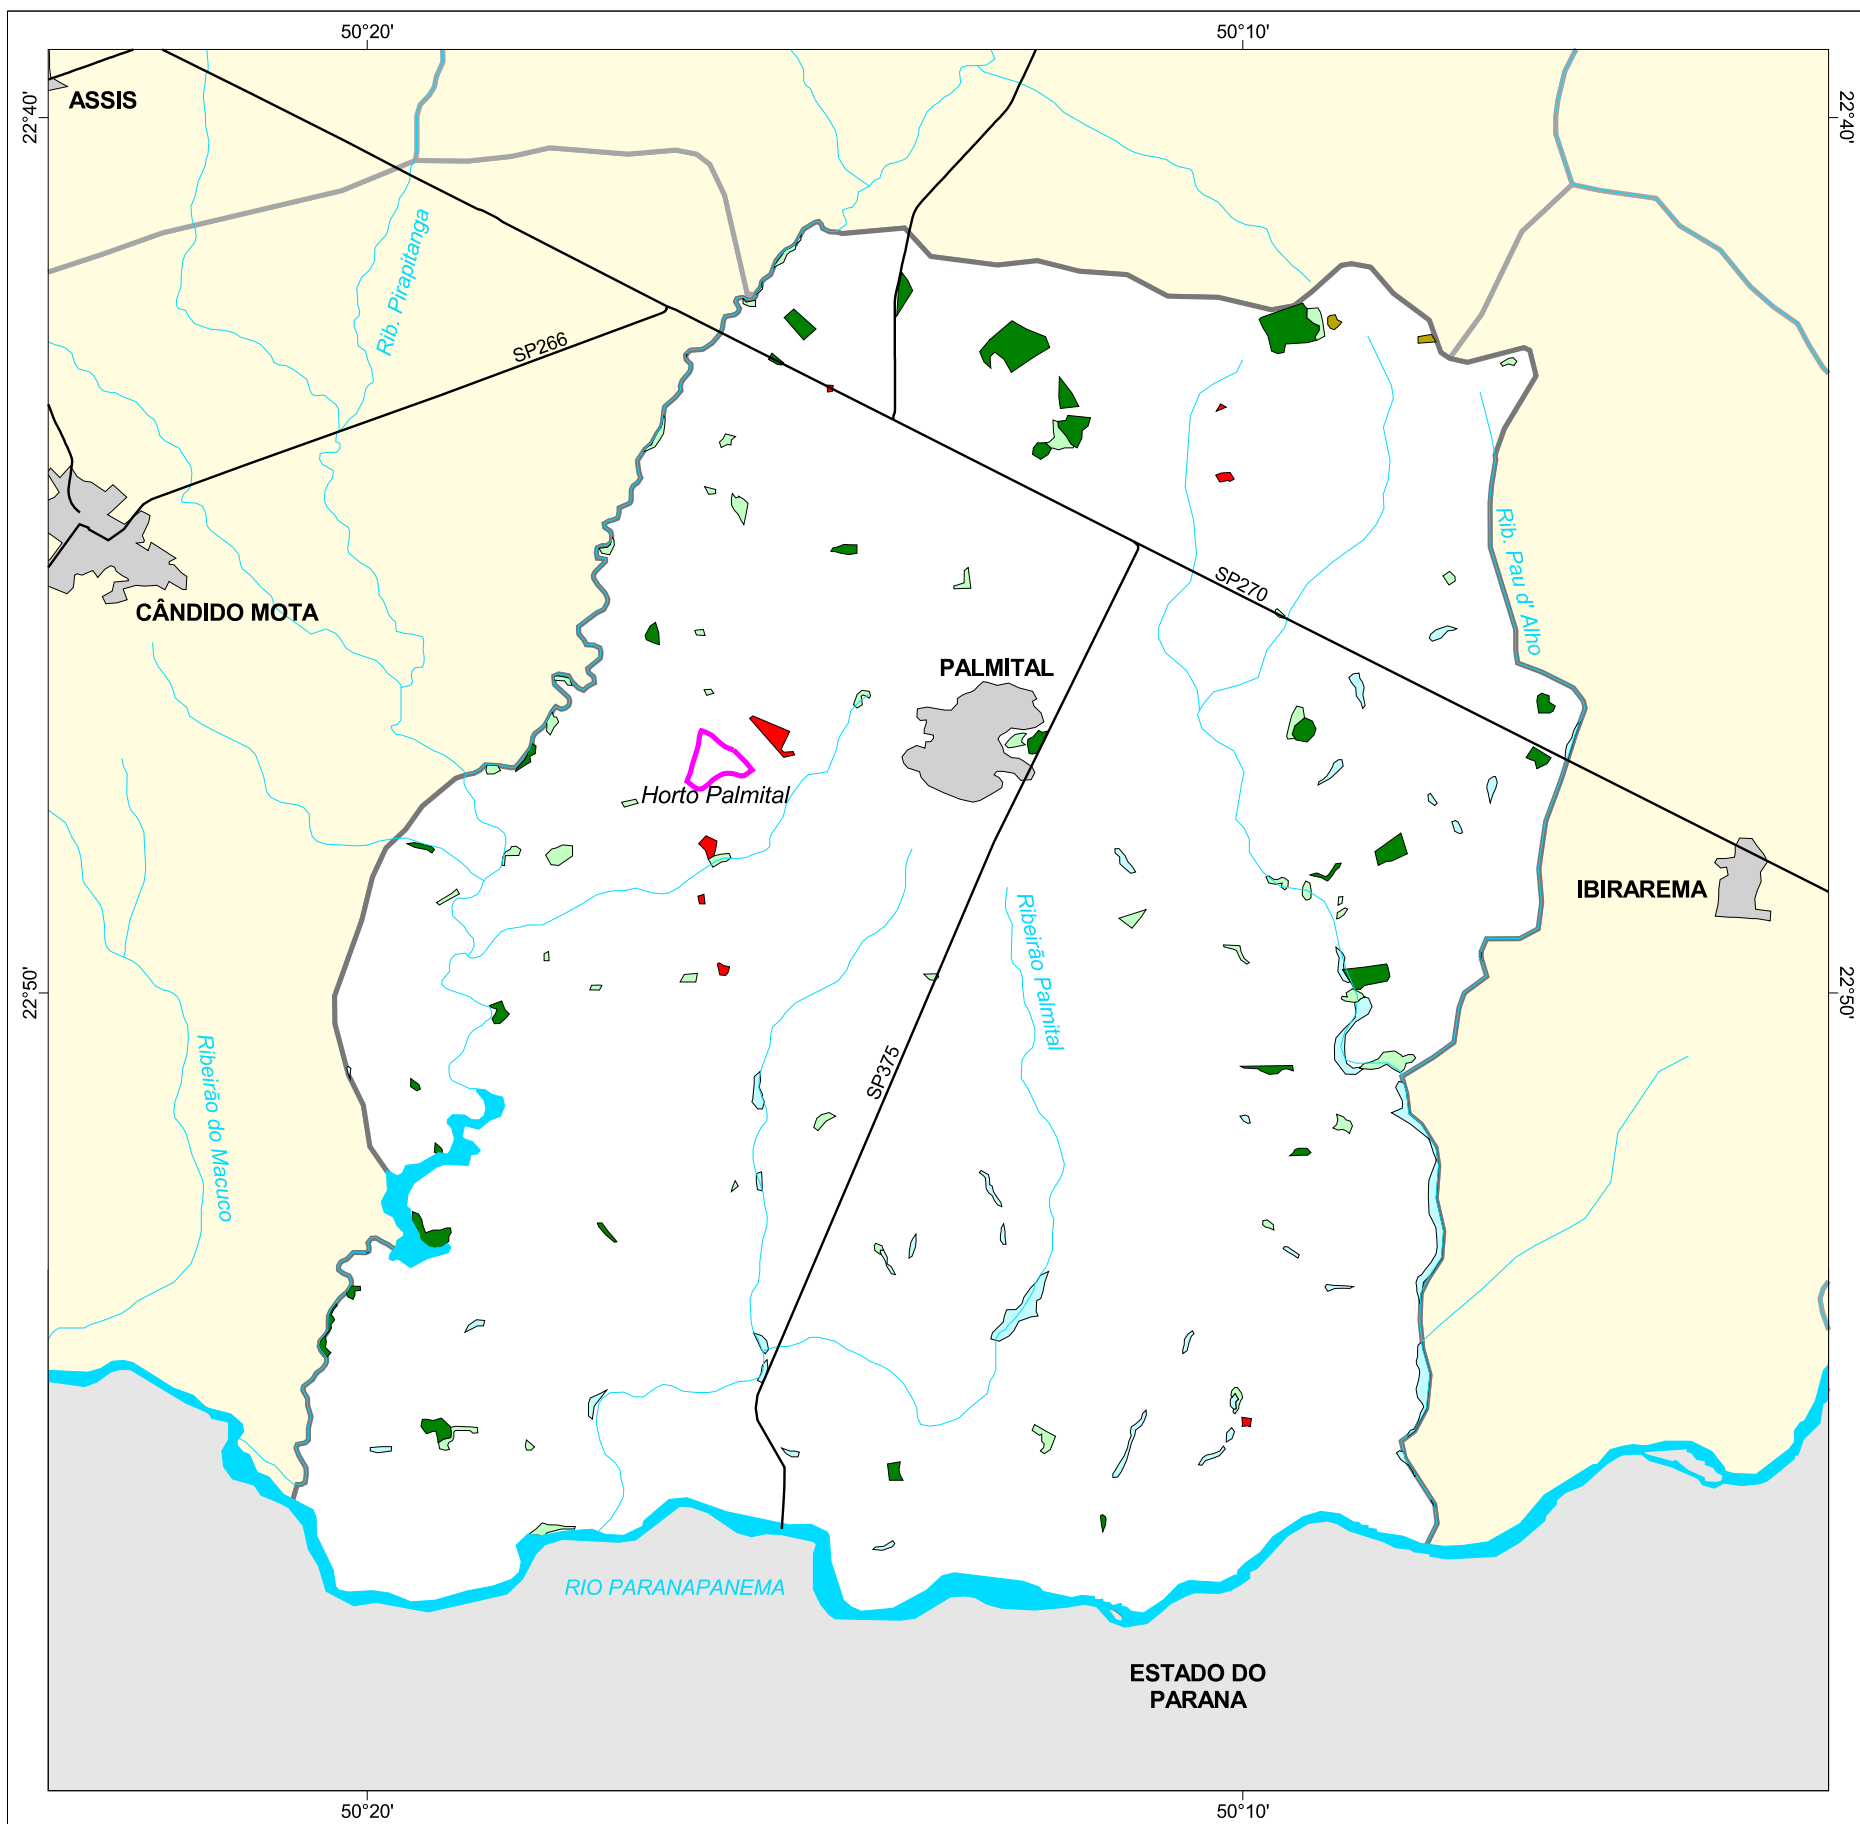 50°20'
50°10'
22°40'
22°40'
ASSIS
Rib. Pirapitanga
SP266
CÂNDIDO MOTA
SP270
Rib. Pau d' Alho
PALMITAL
Horto Palmital
IBIRAREMA
Ribeirão Palmital
22°50'
22°50'
Ribeirão do Macuco
SP375
RIO PARANAPANEMA
ESTADO DO
PARANA
50°20'
50°10'